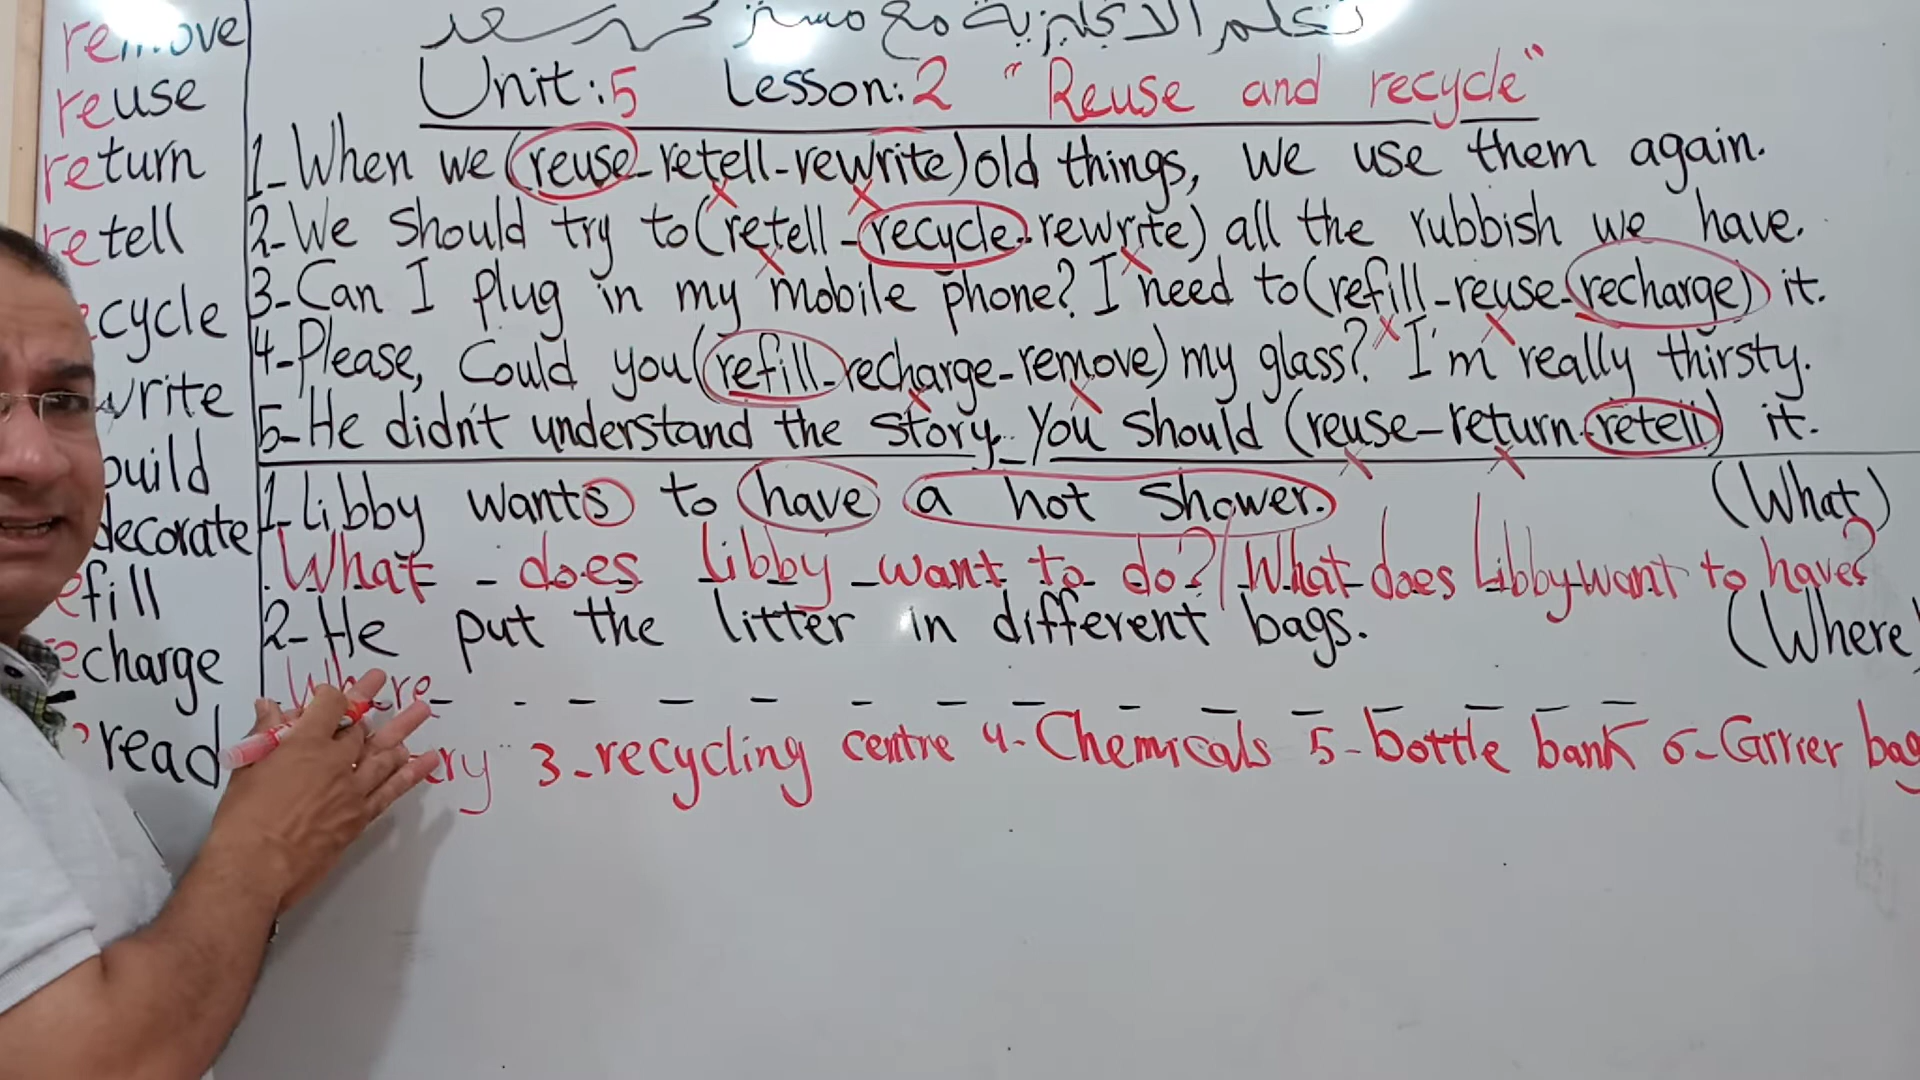 تعلم الانجليزية مع مستر محمد سعد
Unit:5 Lesson:2 "Reuse and recycle"
remove
reuse
return
retell
cycle
write
build
decorate
efill
echarge
read
1-When we (reuse-retell-rewrite) old things, we use them again.
2-We should try to (retell-recycle-rewrite) all the rubbish we have.
3-Can I plug in my mobile phone? I need to (refill-reuse-recharge) it.
4-Please, Could you (refill-recharge-remove) my glass? I'm really thirsty.
5-He didn't understand the story. You should (reuse-return-retell) it.
1-Libby wants to have a hot shower. (What)
What - does Libby - want to do? / What does Libby want to have?
2-He put the litter in different bags. (Where)
Where - - - - - - - - - - - - - -
ery 3-recycling centre 4-Chemicals 5-bottle bank 6-Carrier bag